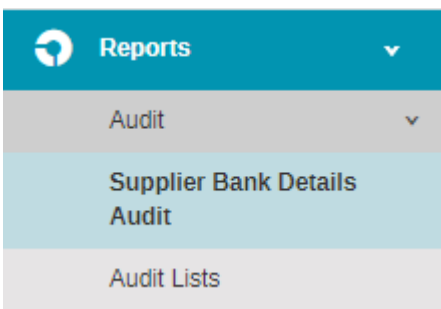 Reports
Audit
Supplier Bank Details
Audit
Audit Lists